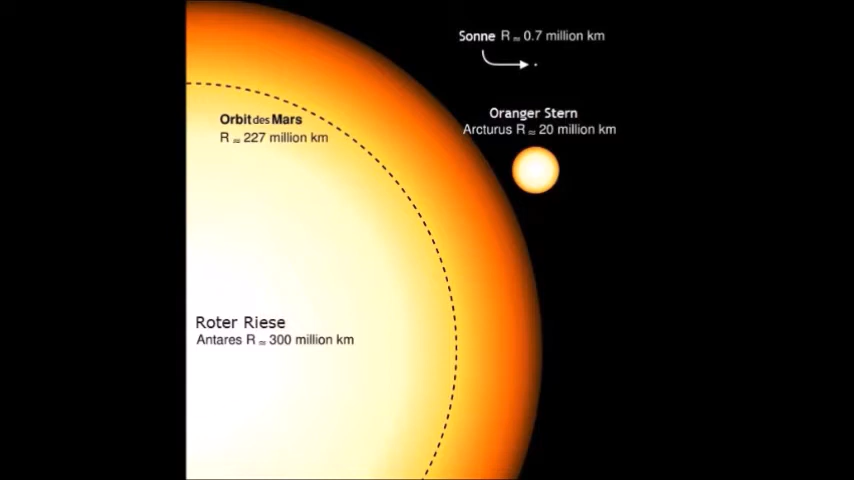 Sonne R ≈ 0.7 million km
Oranger Stern
Arcturus R ≈ 20 million km
Orbit des Mars
R ≈ 227 million km
Roter Riese
Antares R ≈ 300 million km